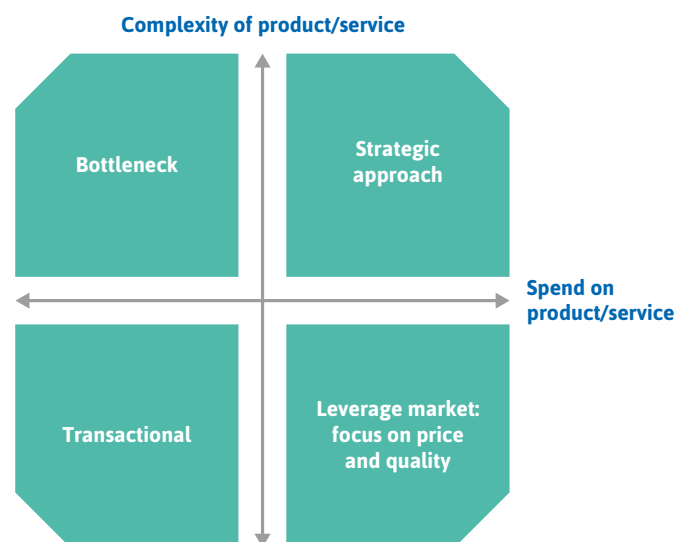 Complexity of product/service
Bottleneck
Strategic
approach
Spend on
product/service
Transactional
Leverage market:
focus on price
and quality